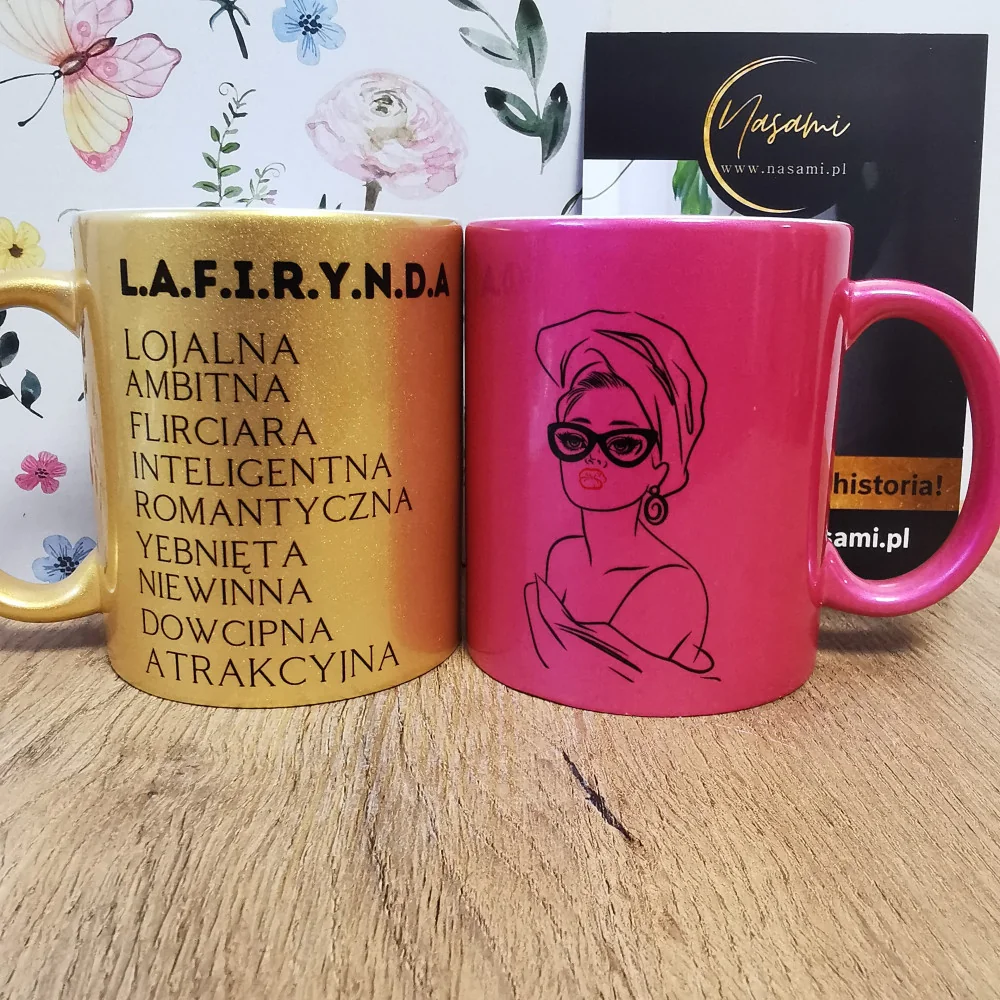 L.A.F.I.R.Y.N.D.A
LOJALNA
AMBITNA
FLIRCIARA
INTELIGENTNA
ROMANTYCZNA
YEBNIĘTA
NIEWINNA
DOWCIPNA
ATRAKCYJNA
Nasami
www.nasami.pl
historia!
sami.pl